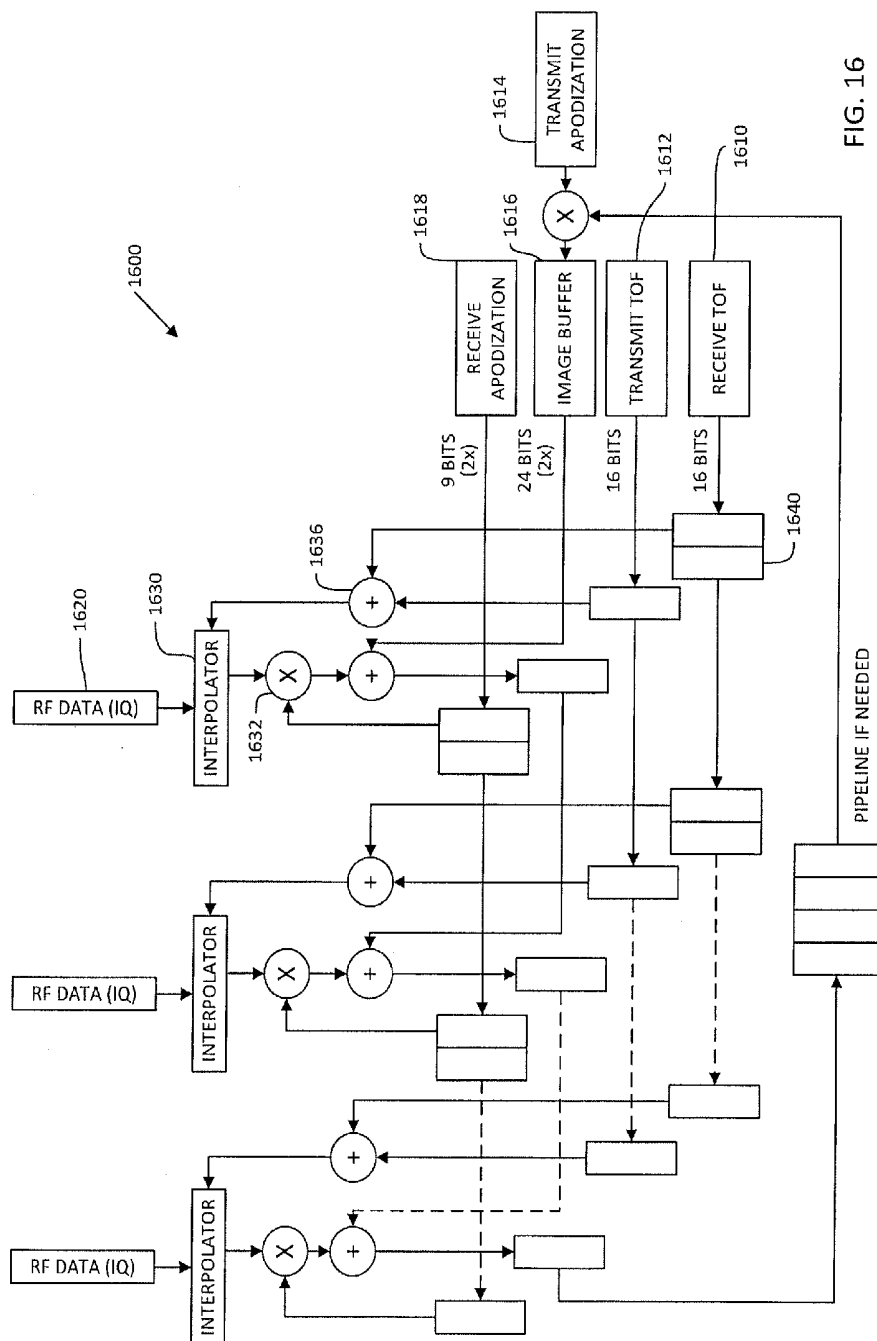 1600
RF DATA (IQ)
1620
INTERPOLATOR
1630
X
1632
+
+
1636
RECEIVE
APODIZATION
1618
9 BITS
(2x)
IMAGE BUFFER
1616
24 BITS
(2x)
TRANSMIT TOF
1612
16 BITS
RECEIVE TOF
1610
16 BITS
TRANSMIT
APODIZATION
1614
X
1640
RF DATA (IQ)
INTERPOLATOR
X
+
+
RF DATA (IQ)
INTERPOLATOR
X
+
+
PIPELINE IF NEEDED
FIG. 16